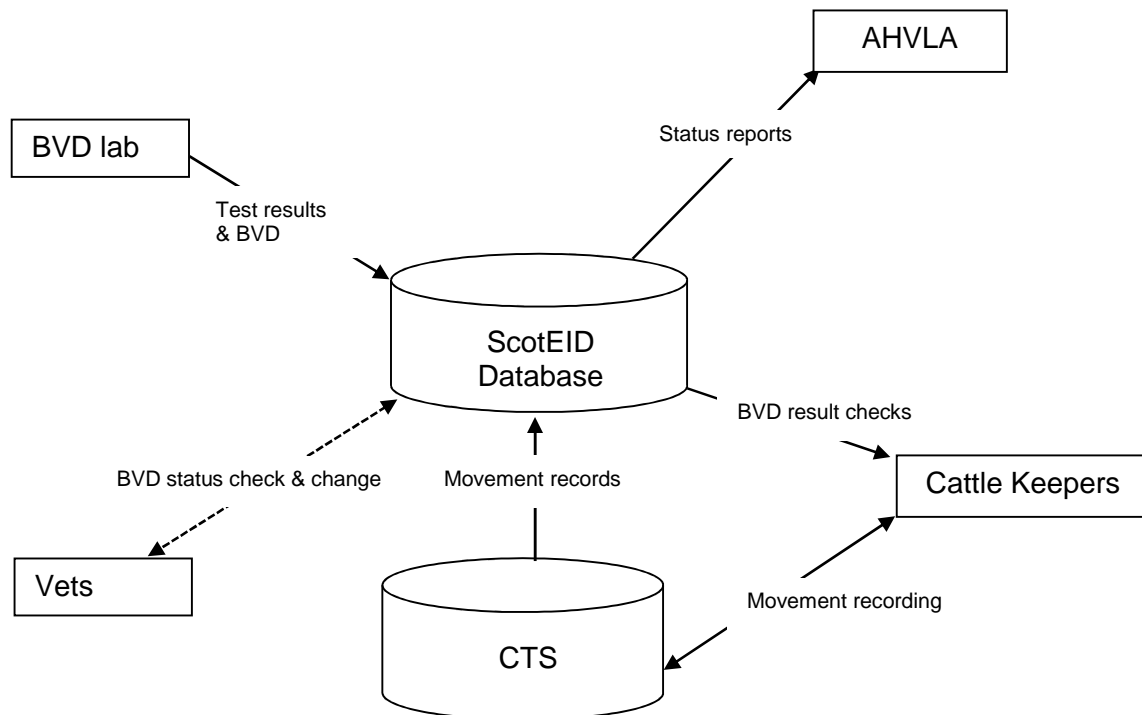 AHVLA
Status reports
BVD lab
Test results
& BVD
ScotEID
Database
BVD result checks
BVD status check & change
Movement records
Cattle Keepers
Vets
Movement recording
CTS